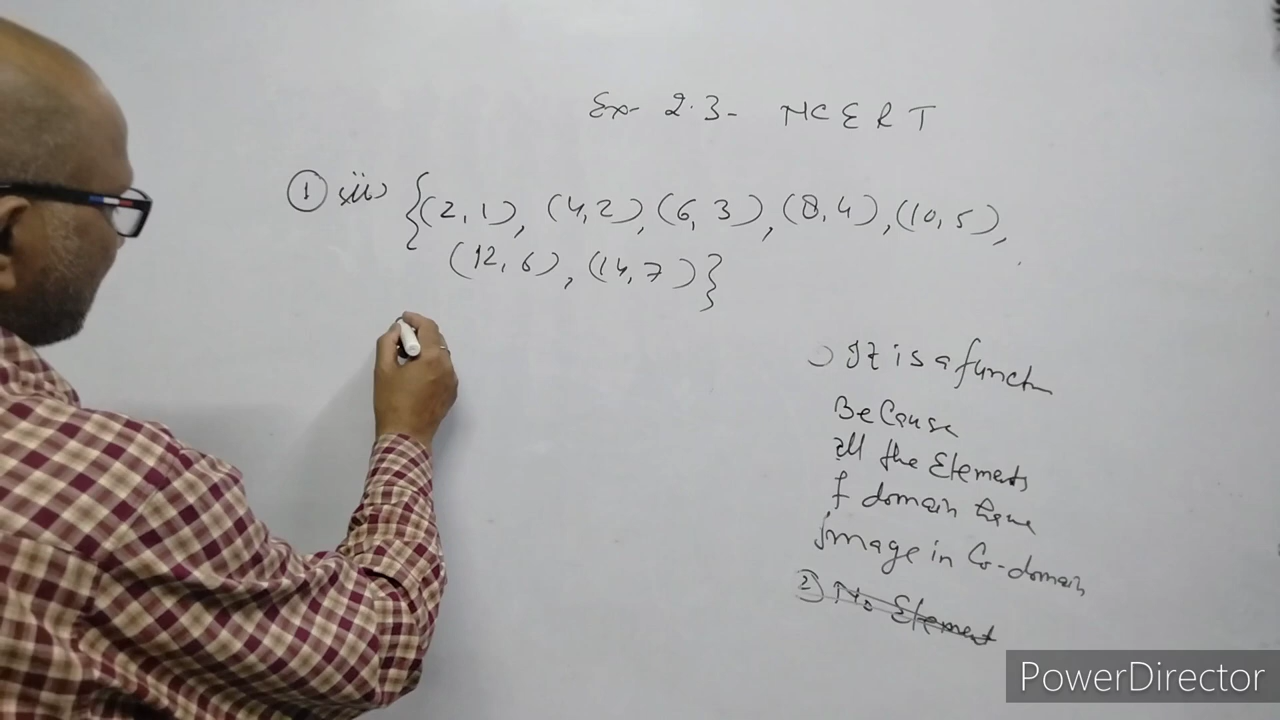 Ex- 2.3- NCERT
① (ii) {(2,1), (4,2), (6,3), (8,4), (10,5),
(12,6), (14,7)}
It is a functn
Because
all the Elements
f domain have
Image in Co-domain
2) No Element
PowerDirector